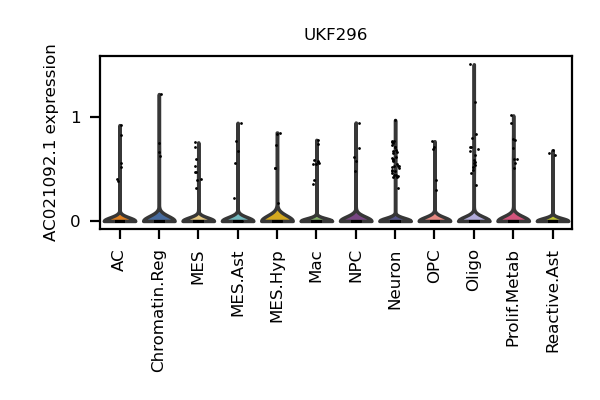 UKF296
AC021092.1 expression
1
0
AC
Chromatin.Reg
MES
MES.Ast
MES.Hyp
Mac
NPC
Neuron
OPC
Oligo
Prolif.Metab
Reactive.Ast